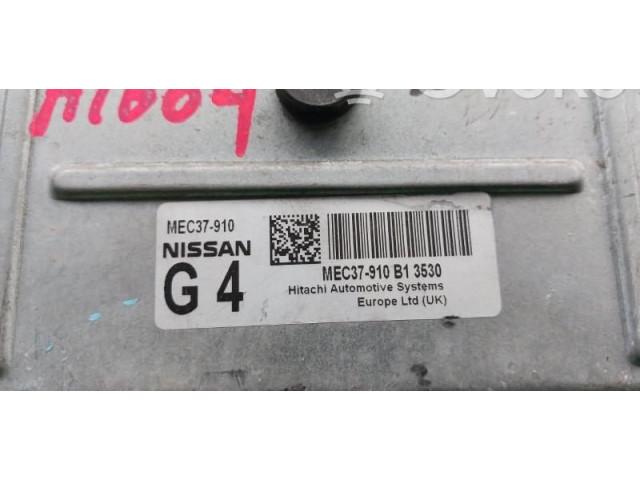 MEC37-910
NISSAN
G 4
MEC37-910 B1 3530
Hitachi Automotive Systems
Europe Ltd (UK)